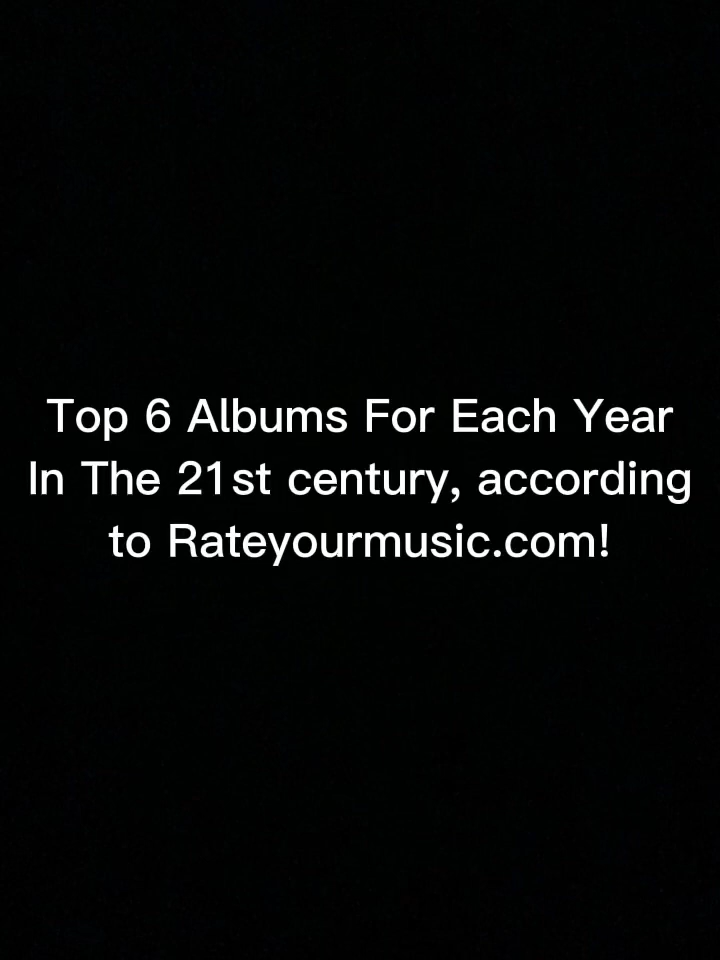 Top 6 Albums For Each Year
In The 21st century, according
to Rateyourmusic.com!